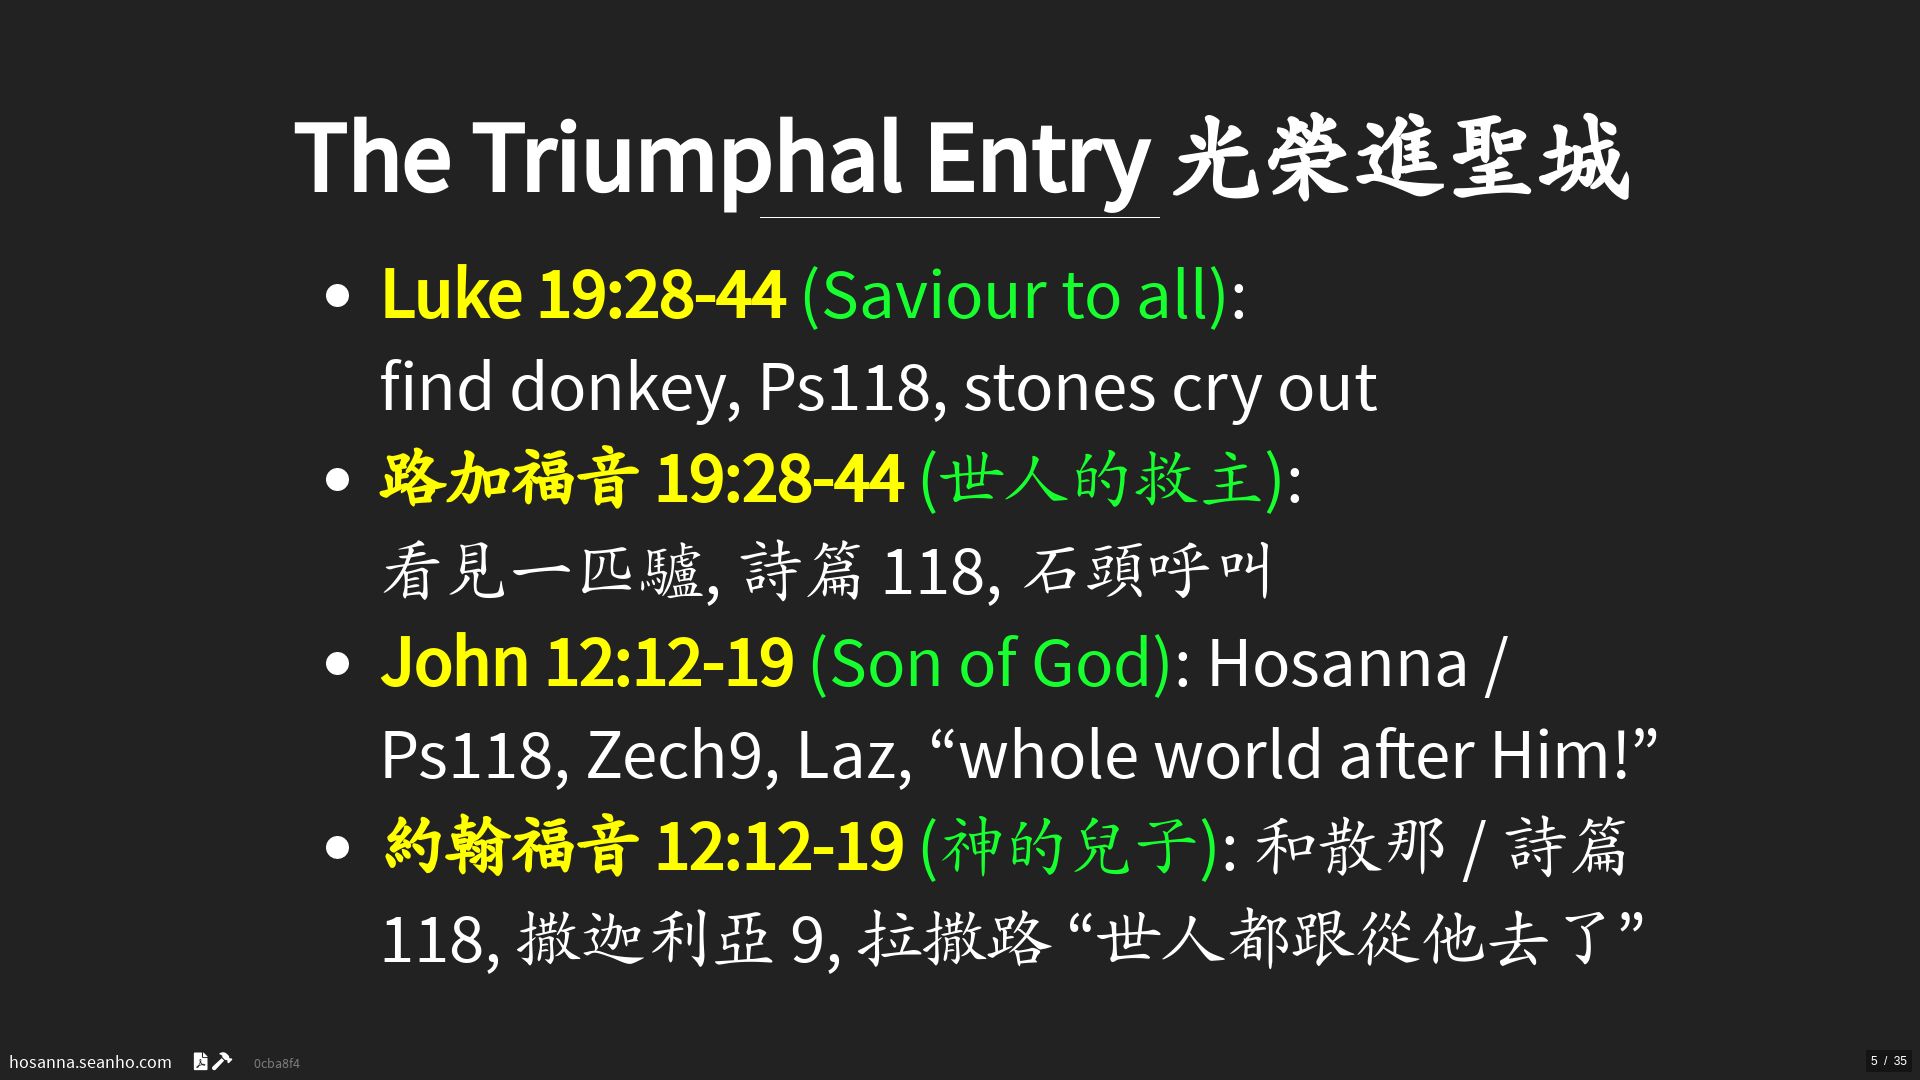 The Triumphal Entry 光榮進聖城
Luke 19:28-44 (Saviour to all):
find donkey, Ps118, stones cry out
路加福音 19:28-44 (世人的救主):
看見一匹驢, 詩篇 118, 石頭呼叫
John 12:12-19 (Son of God): Hosanna /
Ps118, Zech9, Laz, “whole world after Him!”
約翰福音 12:12-19 (神的兒子): 和散那 / 詩篇
118, 撒迦利亞 9, 拉撒路 “世人都跟從他去了”
hosanna.seanho.com 0cba8f4
5 / 35